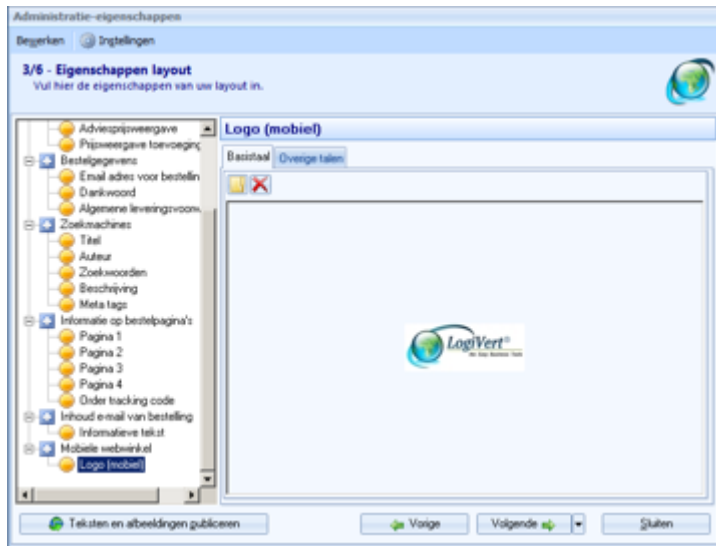 Administratie-eigenschappen
Bewerken Instellingen
3/6 - Eigenschappen layout
Vul hier de eigenschappen van uw layout in.
Adviesprijsweergave
Prijsweergave toevoeging
Bestelgegevens
Email adres voor bestellin
Dankwoord
Algemene leveringsvoorw
Zoekmachines
Titel
Auteur
Zoekwoorden
Beschrijving
Meta tags
Informatie op bestelpagina's
Pagina 1
Pagina 2
Pagina 3
Pagina 4
Order tracking code
Inhoud e-mail van bestelling
Informatieve tekst
Mobiele webwinkel
Logo (mobiel)
Logo (mobiel)
Basistaal Overige talen
LogiVert®
Teksten en afbeeldingen publiceren Vorige Volgende Sluiten